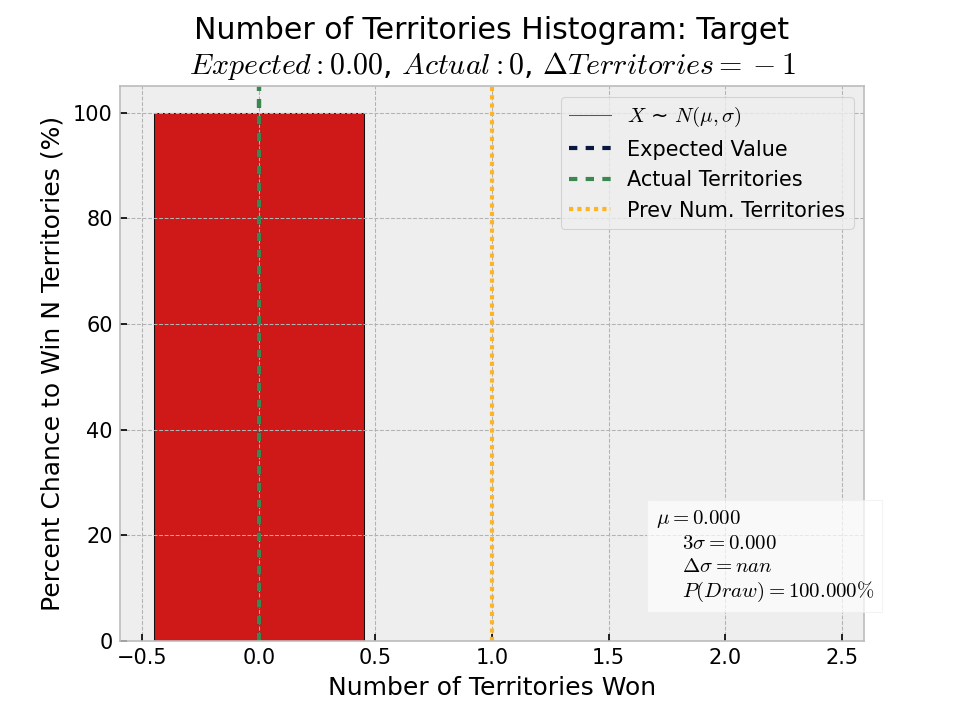 Number of Territories Histogram: Target
Expected : 0.00, Actual : 0, ΔTerritories = −1
Percent Chance to Win N Territories (%)
100
80
60
40
20
0
X ~ N(μ, σ)
Expected Value
Actual Territories
Prev Num. Territories
μ = 0.000
3σ = 0.000
Δσ = nan
P(Draw) = 100.000%
−0.5 0.0 0.5 1.0 1.5 2.0 2.5
Number of Territories Won